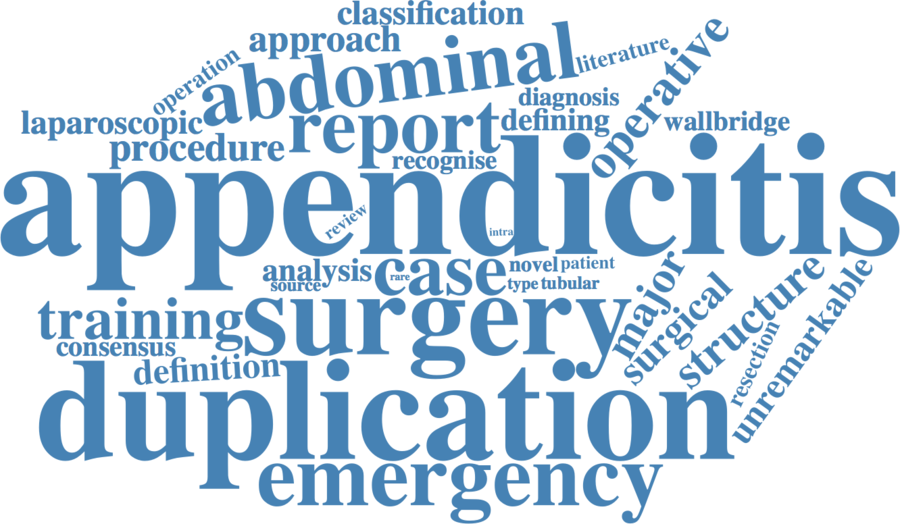 classification
approach
operation
abdominal
literature
operative
laparoscopic
report
diagnosis
defining
wallbridge
procedure
recognise
appendicitis
review
intra
analysis
source
rare
case
novel
patient
type
tubular
training
surgery
major
surgical
structure
unremarkable
resection
consensus
definition
duplication
emergency